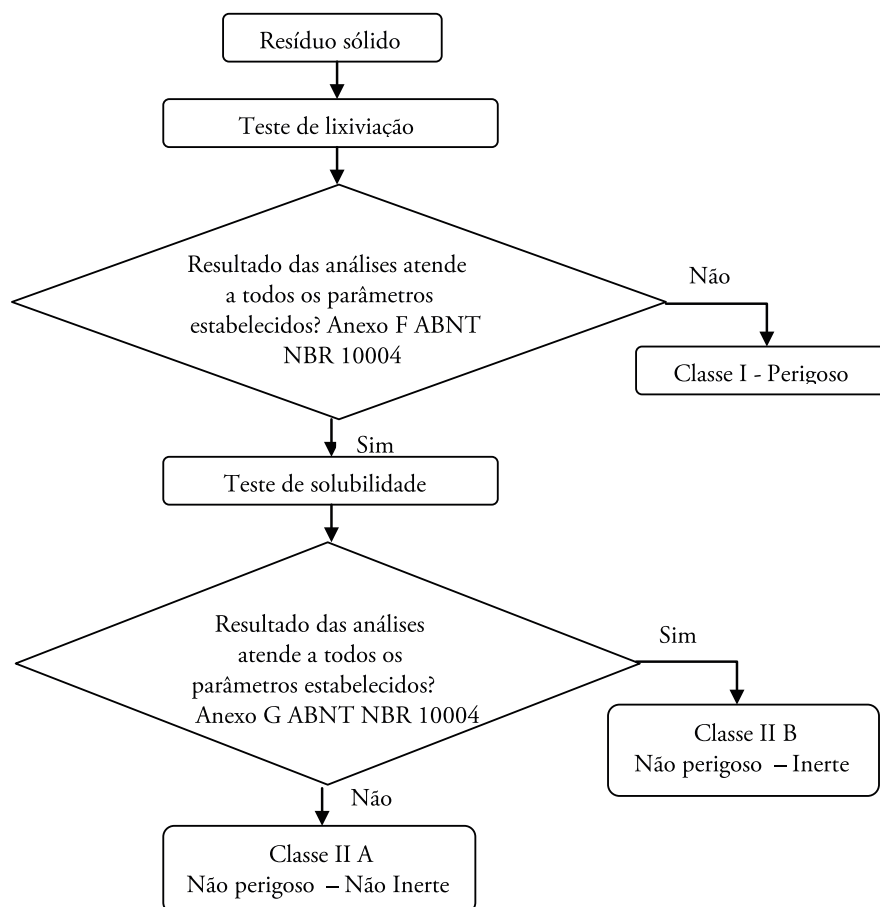 Resíduo sólido
Teste de lixiviação
Resultado das análises atende
a todos os parâmetros
estabelecidos? Anexo F ABNT
NBR 10004
Não
Classe I - Perigoso
Sim
Teste de solubilidade
Resultado das análises
atende a todos os
parâmetros estabelecidos?
Anexo G ABNT NBR 10004
Sim
Classe II B
Não perigoso – Inerte
Não
Classe II A
Não perigoso – Não Inerte